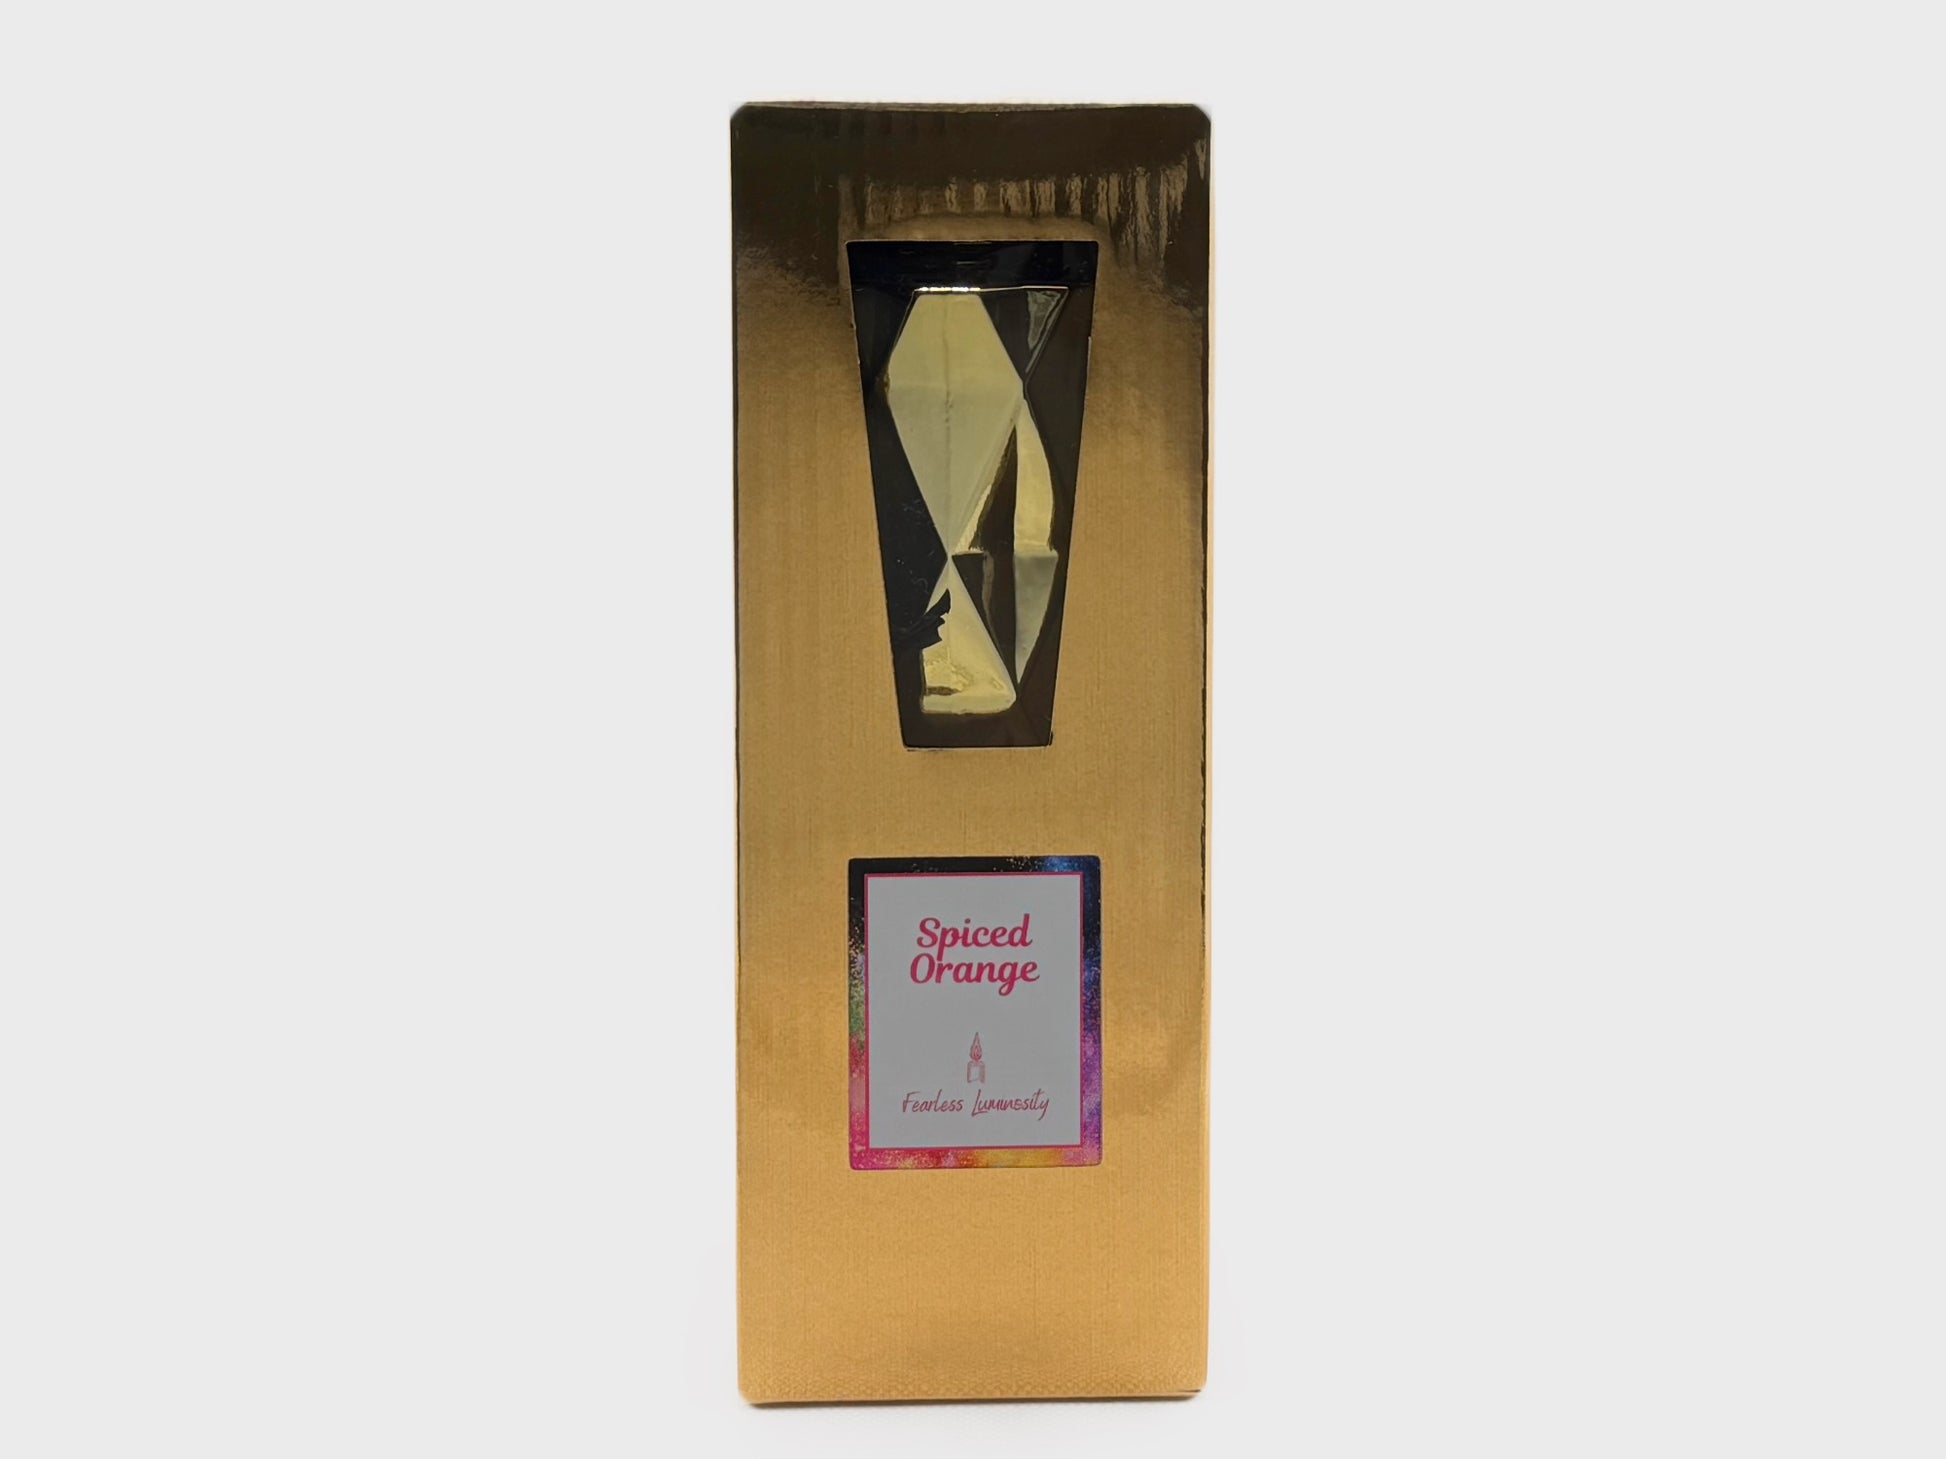 Spiced
Orange
Fearless Luminosity